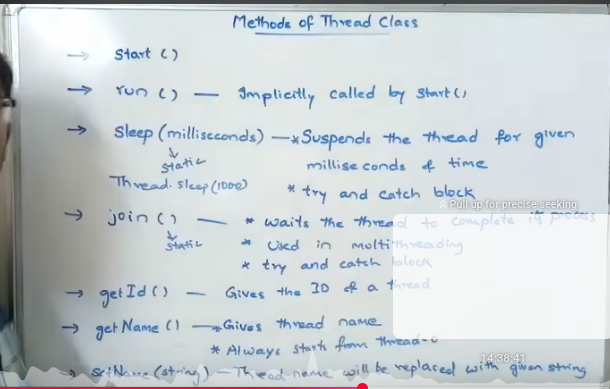 Methods of Thread Class
→ Start ()
→ run () — Implicitly called by Start()
→ Sleep (milliseconds) — * Suspends the thread for given
Static milliseconds of time
Thread.sleep(1000) * try and catch block
Pull up for precise seeking
→ join () — * waits the thread to complete its process
Static * Used in multithreading
* try and catch block
→ getId () — Gives the ID of a thread
→ getName () — * Gives thread name
* Always starts from thread-0
14:38:41
→ setName (string) — Thread name will be replaced with given string